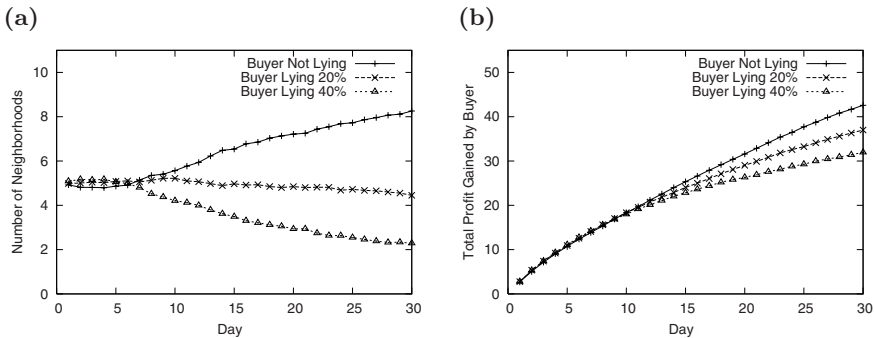 (a)
Number of Neighborhoods
10
8
6
4
2
0
Buyer Not Lying
Buyer Lying 20%
Buyer Lying 40%
0 5 10 15 20 25 30
Day
(b)
Total Profit Gained by Buyer
50
40
30
20
10
0
Buyer Not Lying
Buyer Lying 20%
Buyer Lying 40%
0 5 10 15 20 25 30
Day